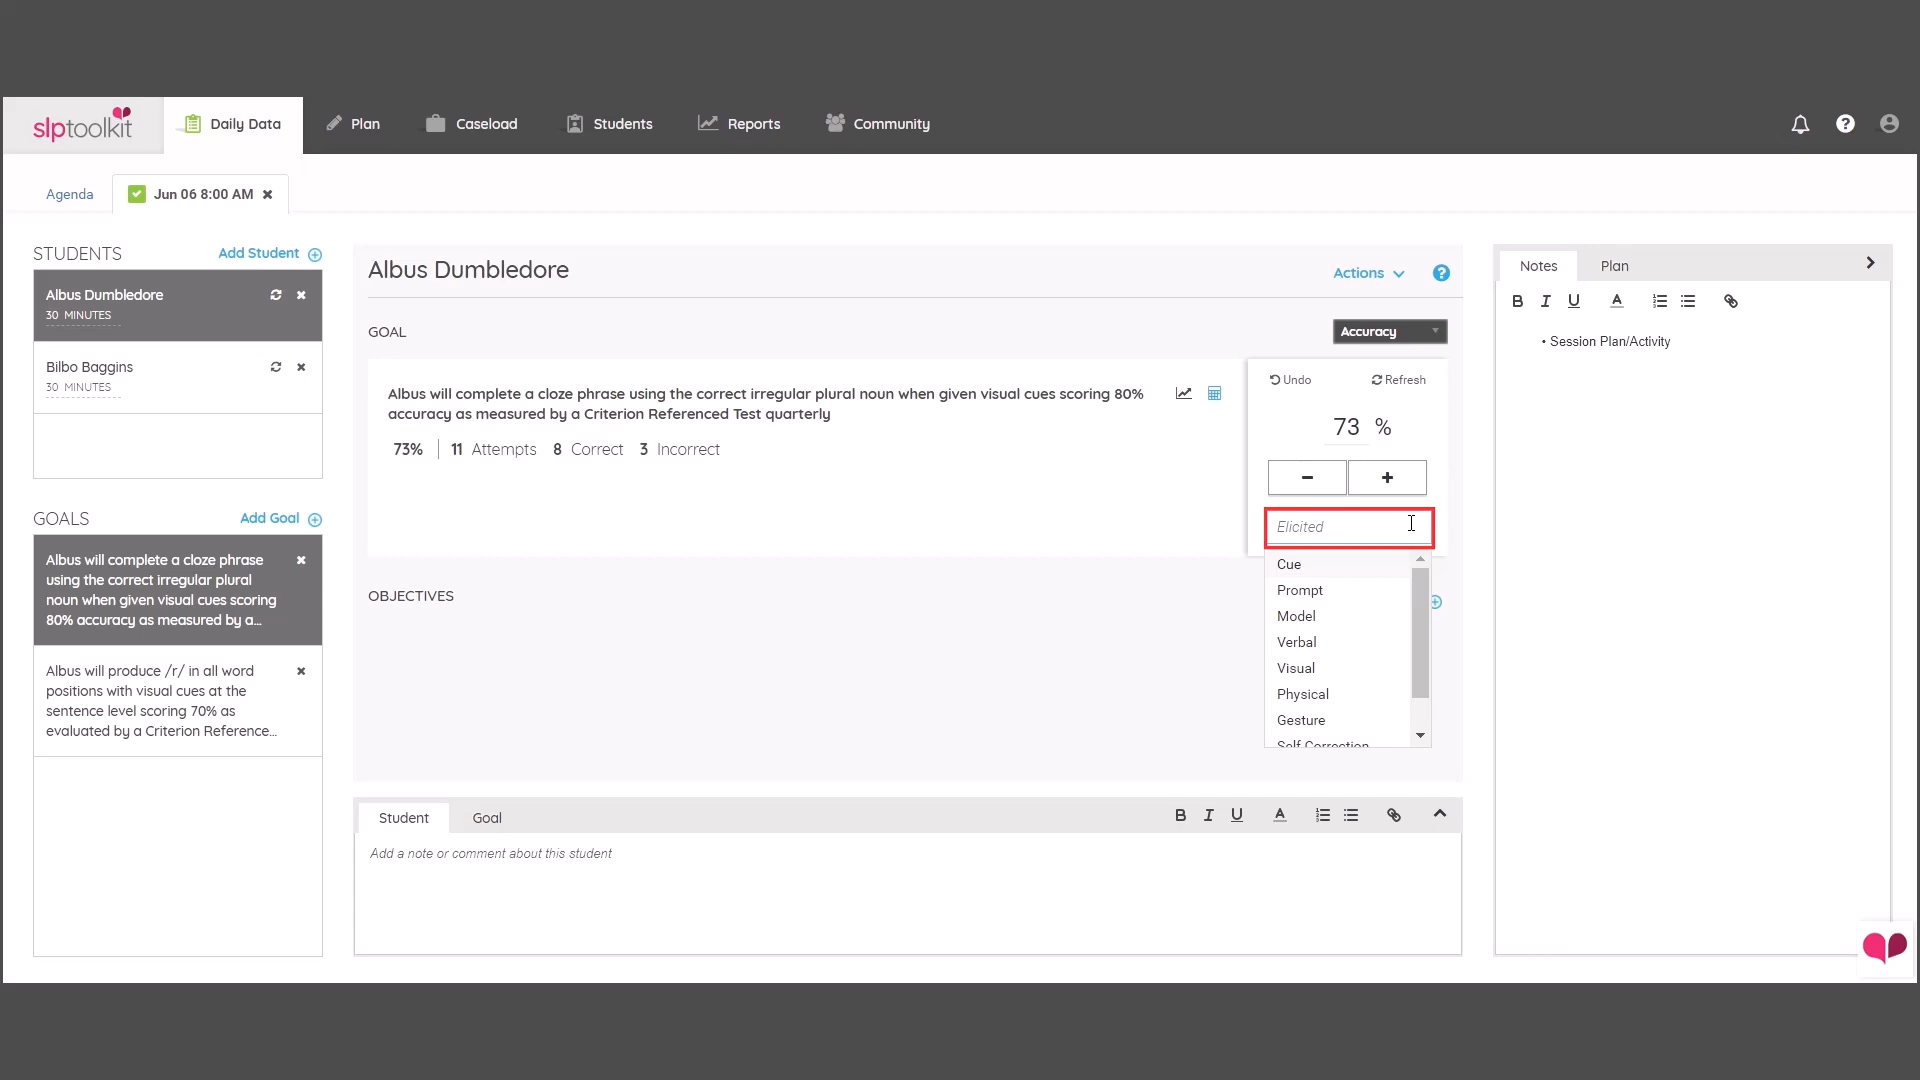 slptoolkit
Daily Data
Plan
Caseload
Students
Reports
Community
Agenda
Jun 06 8:00 AM
STUDENTS
Add Student
Albus Dumbledore
30 MINUTES
Bilbo Baggins
30 MINUTES
GOALS
Add Goal
Albus will complete a cloze phrase
using the correct irregular plural
noun when given visual cues scoring
80% accuracy as measured by a...
Albus will produce /r/ in all word
positions with visual cues at the
sentence level scoring 70% as
evaluated by a Criterion Reference...
Albus Dumbledore
Actions
GOAL
Accuracy
Albus will complete a cloze phrase using the correct irregular plural noun when given visual cues scoring 80%
accuracy as measured by a Criterion Referenced Test quarterly
73% 11 Attempts 8 Correct 3 Incorrect
Undo
Refresh
73 %
Elicited
Cue
Prompt
Model
Verbal
Visual
Physical
Gesture
Self Correction
OBJECTIVES
Student
Goal
B I U A
Add a note or comment about this student
Notes
Plan
B I U A
• Session Plan/Activity